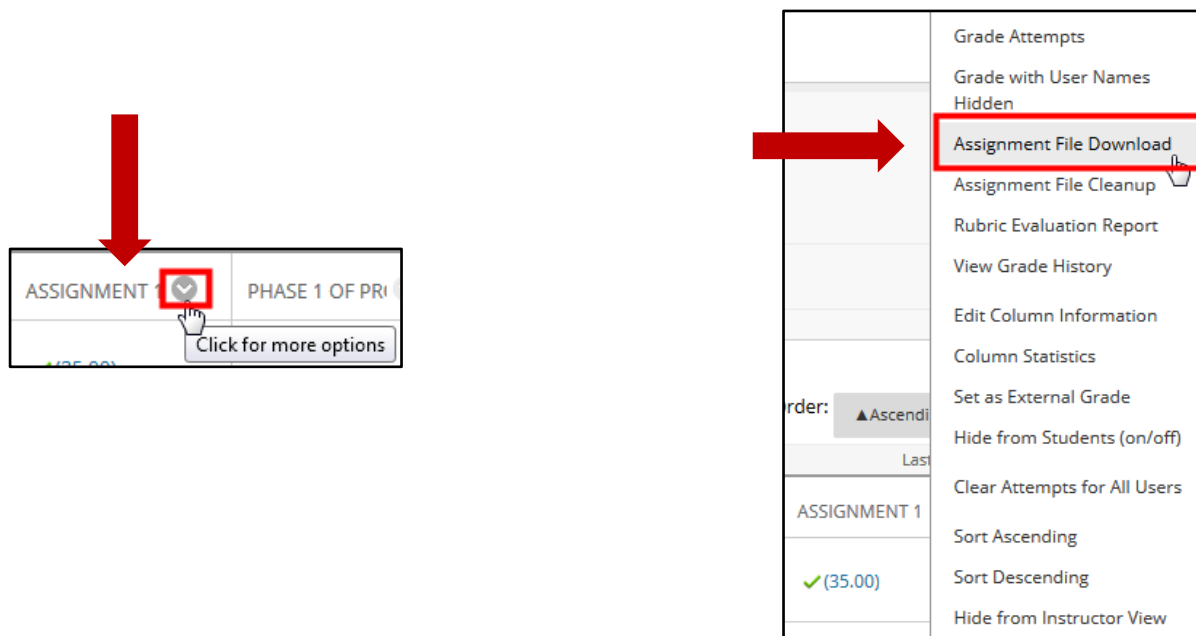 ASSIGNMENT 1
PHASE 1 OF PR
Click for more options
(35.00)
Grade Attempts
Grade with User Names
Hidden
Assignment File Download
Assignment File Cleanup
Rubric Evaluation Report
View Grade History
Edit Column Information
Column Statistics
Set as External Grade
Hide from Students (on/off)
Clear Attempts for All Users
Sort Ascending
Sort Descending
Hide from Instructor View
rder:
▲Ascendi
Last
ASSIGNMENT 1
(35.00)